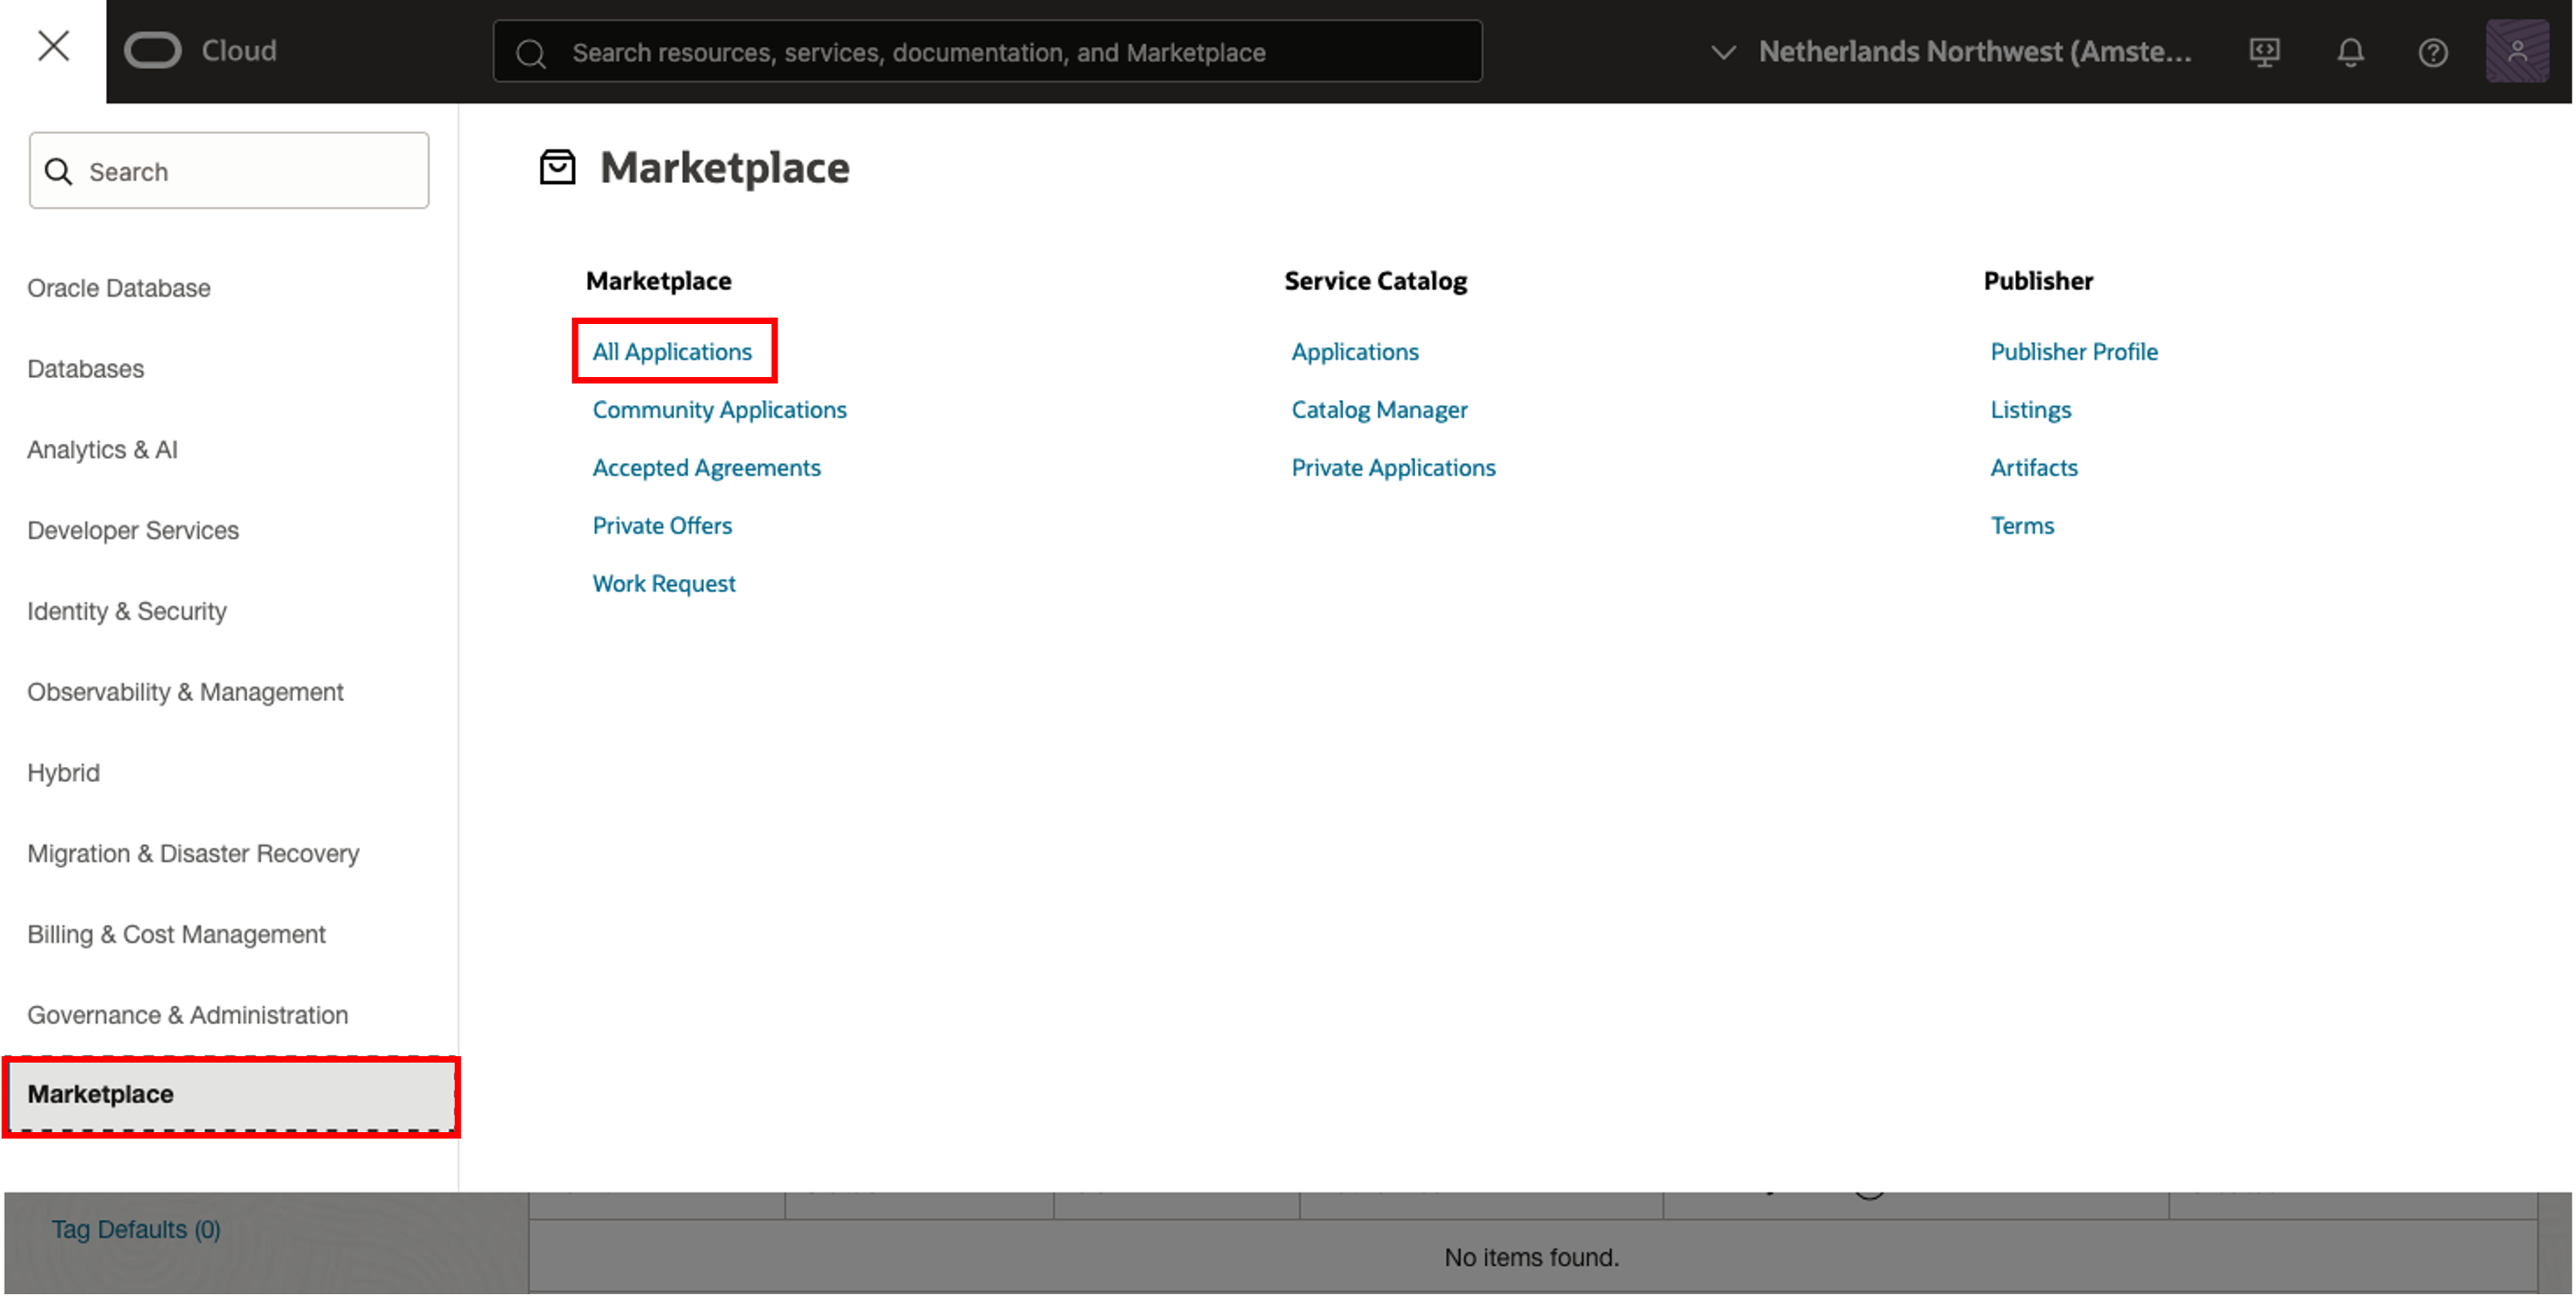 Cloud
Search resources, services, documentation, and Marketplace
Netherlands Northwest (Amste...
Search
Oracle Database
Databases
Analytics & AI
Developer Services
Identity & Security
Observability & Management
Hybrid
Migration & Disaster Recovery
Billing & Cost Management
Governance & Administration
Marketplace
Marketplace
Marketplace
All Applications
Community Applications
Accepted Agreements
Private Offers
Work Request
Service Catalog
Applications
Catalog Manager
Private Applications
Publisher
Publisher Profile
Listings
Artifacts
Terms
Tag Defaults (0)
No items found.